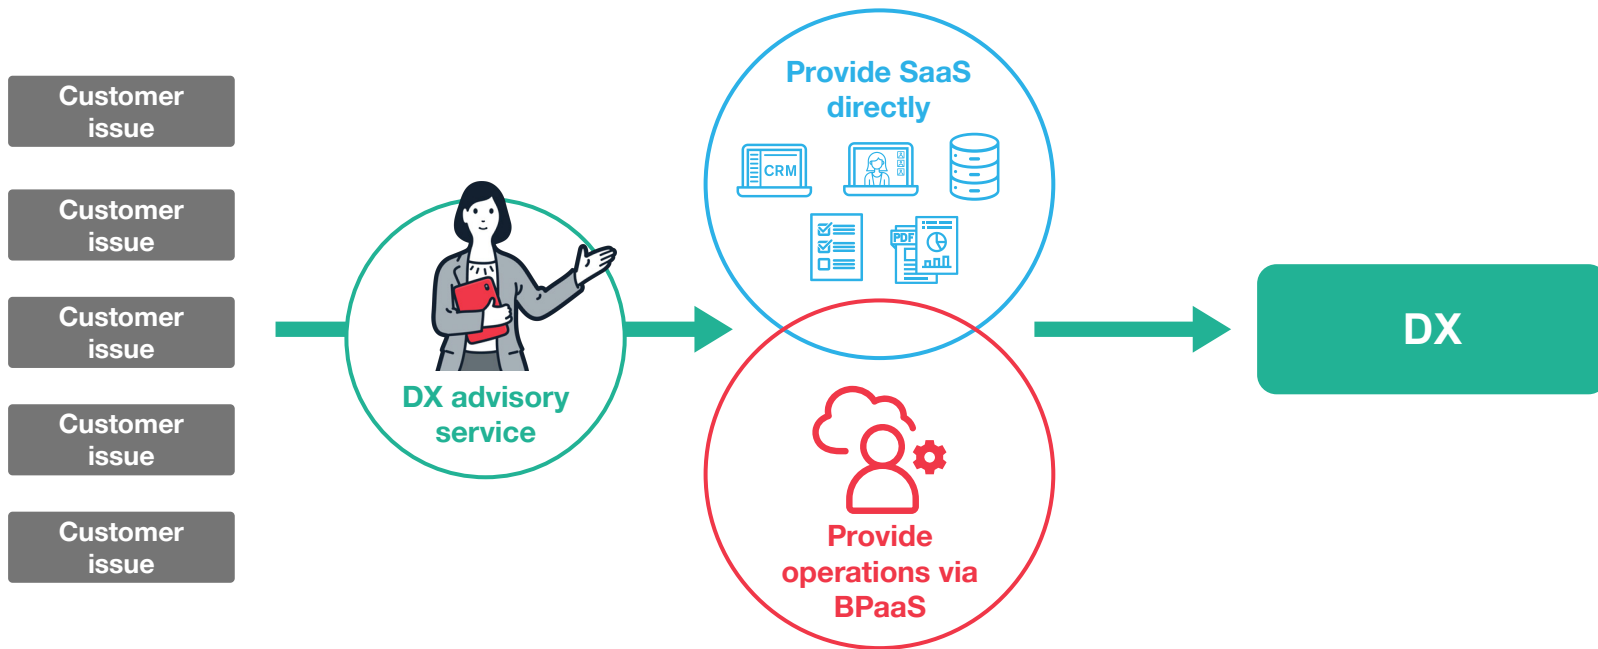 Customer
issue
Customer
issue
Customer
issue
Customer
issue
Customer
issue
DX advisory
service
Provide SaaS
directly
CRM
PDF
Provide
operations via
BPaaS
DX